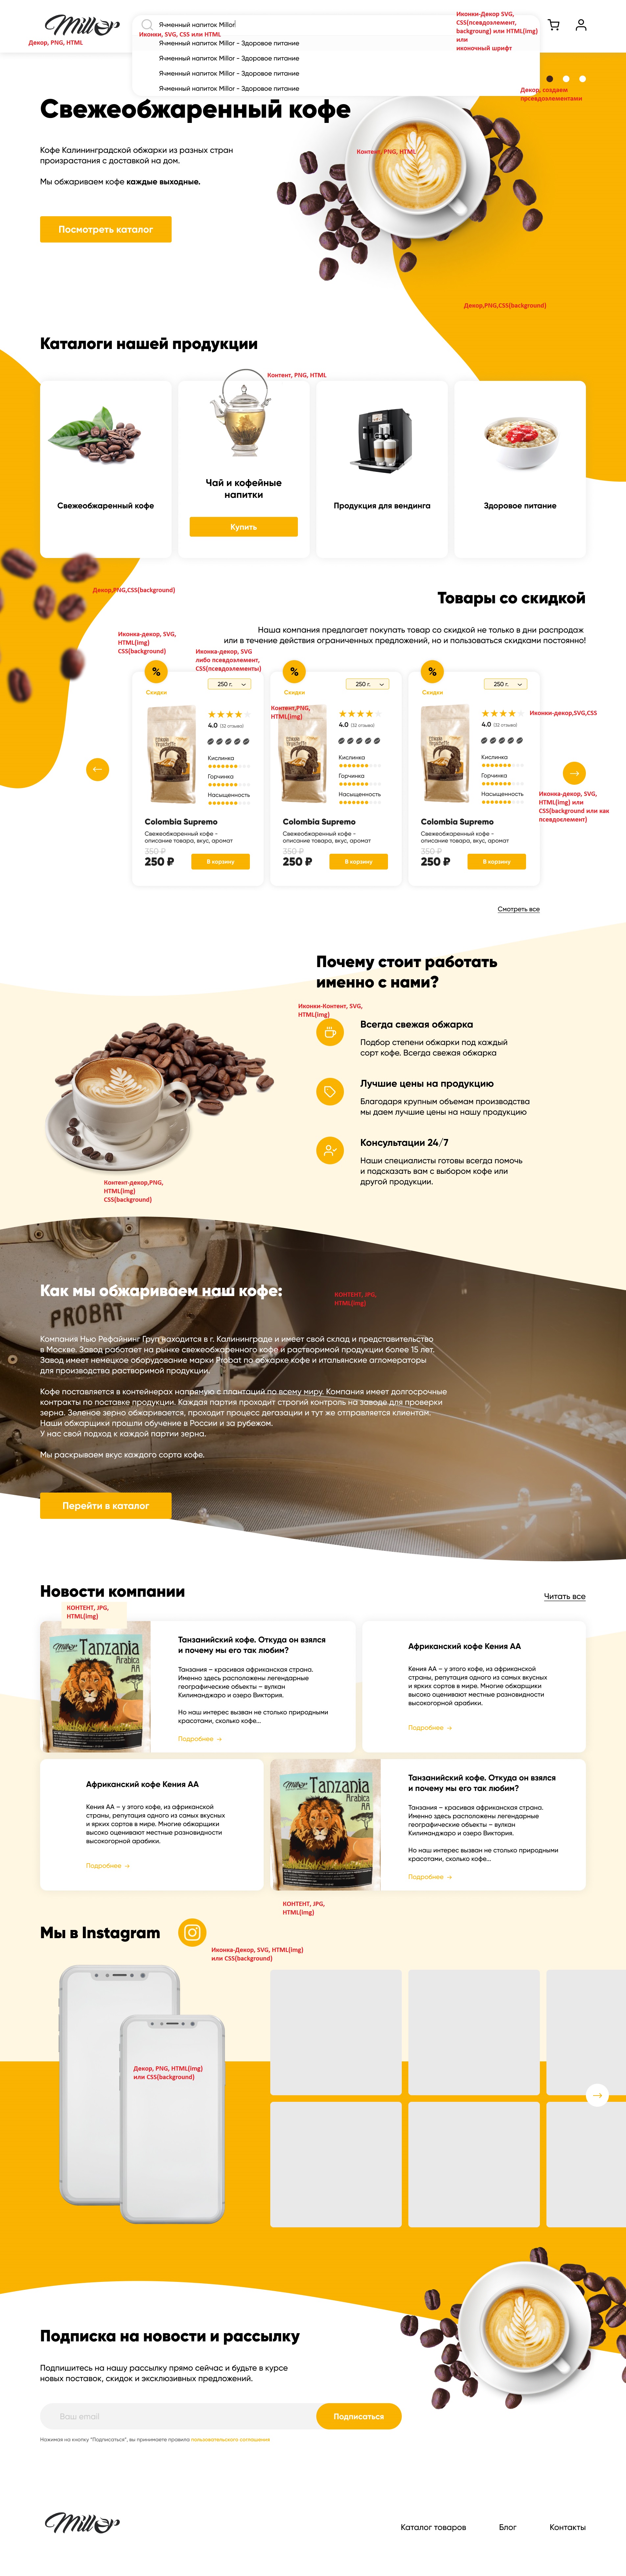 Millor
Декор, PNG, HTML
Ячменный напиток Millor
Иконки, SVG, CSS или HTML
Ячменный напиток Millor - Здоровое питание
Ячменный напиток Millor - Здоровое питание
Ячменный напиток Millor - Здоровое питание
Ячменный напиток Millor - Здоровое питание
Иконки-Декор SVG,
CSS(псевдоэлемент,
backgroung) или HTML(img)
или
иконочный шрифт
Декор, создаем
псевдоэлементами
Свежеобжаренный кофе
Кофе Калининградской обжарки из разных стран
произрастания с доставкой на дом.
Мы обжариваем кофе каждые выходные.
Контент, PNG, HTML
Посмотреть каталог
Декор,PNG,CSS(background)
Каталоги нашей продукции
Контент, PNG, HTML
Свежеобжаренный кофе
Чай и кофейные
напитки
Купить
Продукция для вендинга
Здоровое питание
Декор,PNG,CSS(background)
Товары со скидкой
Наша компания предлагает покупать товар со скидкой не только в дни распродаж
или в течение действия ограниченных предложений, но и пользоваться скидками постоянно!
Иконка-декор, SVG,
HTML(img)
CSS(background)
Иконка-декор, SVG
либо псевдоэлемент,
CSS(псевдоэлементы)
%
Скидки
250 г.
4.0 (32 отзыва)
Кислинка
Горчинка
Насыщенность
Colombia Supremo
Свежеобжаренный кофе -
описание товара, вкус, аромат
350 ₽
250 ₽
В корзину
%
Скидки
250 г.
Контент,PNG,
HTML(img)
4.0 (32 отзыва)
Кислинка
Горчинка
Насыщенность
Colombia Supremo
Свежеобжаренный кофе -
описание товара, вкус, аромат
350 ₽
250 ₽
В корзину
%
Скидки
250 г.
4.0 (32 отзыва)
Кислинка
Горчинка
Насыщенность
Colombia Supremo
Свежеобжаренный кофе -
описание товара, вкус, аромат
350 ₽
250 ₽
В корзину
Иконки-декор,SVG,CSS
Иконка-декор, SVG,
HTML(img) или
CSS(background или как
псевдоэлемент)
Смотреть все
Почему стоит работать
именно с нами?
Иконки-Контент, SVG,
HTML(img)
Всегда свежая обжарка
Подбор степени обжарки под каждый
сорт кофе. Всегда свежая обжарка
Лучшие цены на продукцию
Благодаря крупным объемам производства
мы даем лучшие цены на нашу продукцию
Консультации 24/7
Наши специалисты готовы всегда помочь
и подсказать вам с выбором кофе или
другой продукции.
Контент-декор,PNG,
HTML(img)
CSS(background)
Как мы обжариваем наш кофе:
КОНТЕНТ, JPG,
HTML(img)
PROBAT
Компания Нью Рефайнинг Груп находится в г. Калининграде и имеет свой склад и представительство
в Москве. Завод работает на рынке свежеобжаренного кофе и растворимой продукции более 15 лет.
Завод имеет немецкое оборудование марки Probat по обжарке кофе и итальянские агломераторы
для производства растворимой продукции.
Кофе поставляется в контейнерах напрямую с плантаций по всему миру. Компания имеет долгосрочные
контракты по поставке продукции. Каждая партия проходит строгий контроль на заводе для проверки
зерна. Зеленое зерно обжаривается, проходит процесс дегазации и тут же отправляется клиентам.
Наши обжарщики прошли обучение в России и за рубежом.
У нас свой подход к каждой партии зерна.
Мы раскрываем вкус каждого сорта кофе.
Перейти в каталог
Новости компании
Читать все
КОНТЕНТ, JPG,
HTML(img)
Millor
TANZANIA
Arabica
AA
Танзанийский кофе. Откуда он взялся
и почему мы его так любим?
Танзания – красивая африканская страна.
Именно здесь расположены легендарные
географические объекты – вулкан
Килиманджаро и озеро Виктория.
Но наш интерес вызван не столько природными
красотами, сколько кофе...
Подробнее →
Африканский кофе Кения АА
Кения АА – у этого кофе, из африканской
страны, репутация одного из самых вкусных
и ярких сортов в мире. Многие обжарщики
высоко оценивают местные разновидности
высокогорной арабики.
Подробнее →
Африканский кофе Кения АА
Кения АА – у этого кофе, из африканской
страны, репутация одного из самых вкусных
и ярких сортов в мире. Многие обжарщики
высоко оценивают местные разновидности
высокогорной арабики.
Подробнее →
Millor
TANZANIA
Arabica
AA
Танзанийский кофе. Откуда он взялся
и почему мы его так любим?
Танзания – красивая африканская страна.
Именно здесь расположены легендарные
географические объекты – вулкан
Килиманджаро и озеро Виктория.
Но наш интерес вызван не столько природными
красотами, сколько кофе...
Подробнее →
КОНТЕНТ, JPG,
HTML(img)
Мы в Instagram
Иконка-Декор, SVG, HTML(img)
или CSS(background)
Декор, PNG, HTML(img)
или CSS(background)
Подписка на новости и рассылку
Подпишитесь на нашу рассылку прямо сейчас и будьте в курсе
новых поставок, скидок и эксклюзивных предложений.
Ваш email
Подписаться
Нажимая на кнопку "Подписаться", вы принимаете правила пользовательского соглашения
Millor
Каталог товаров
Блог
Контакты